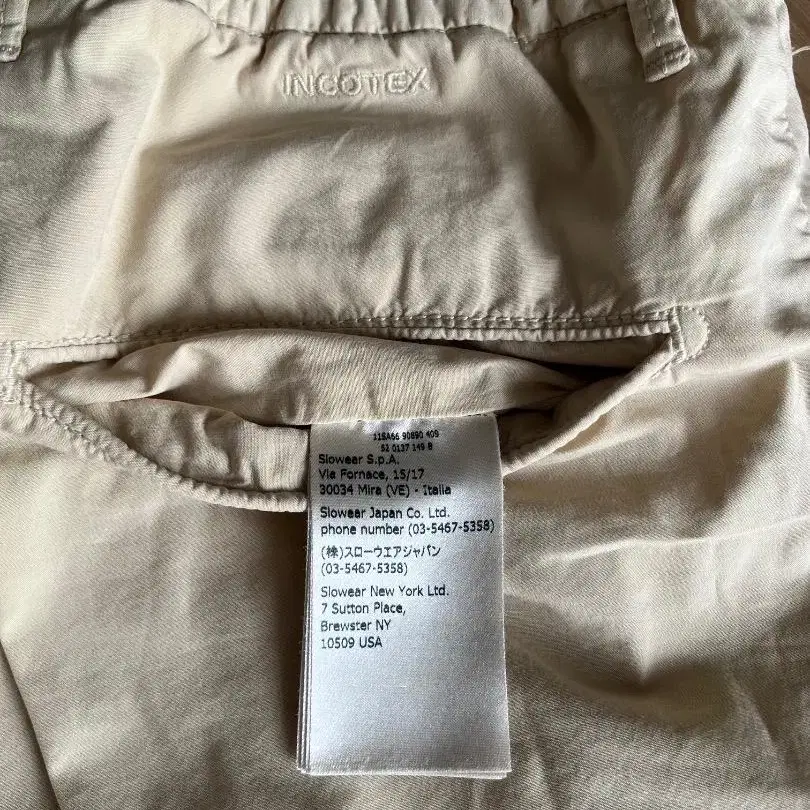 INCOTEX
11SA66 90890 409
52 0137 149 8
Slowear S.p.A.
Via Fornace, 15/17
30034 Mira (VE) - Italia
Slowear Japan Co. Ltd.
phone number (03-5467-5358)
(株)スローウエアジャパン
(03-5467-5358)
Slowear New York Ltd.
7 Sutton Place,
Brewster NY
10509 USA